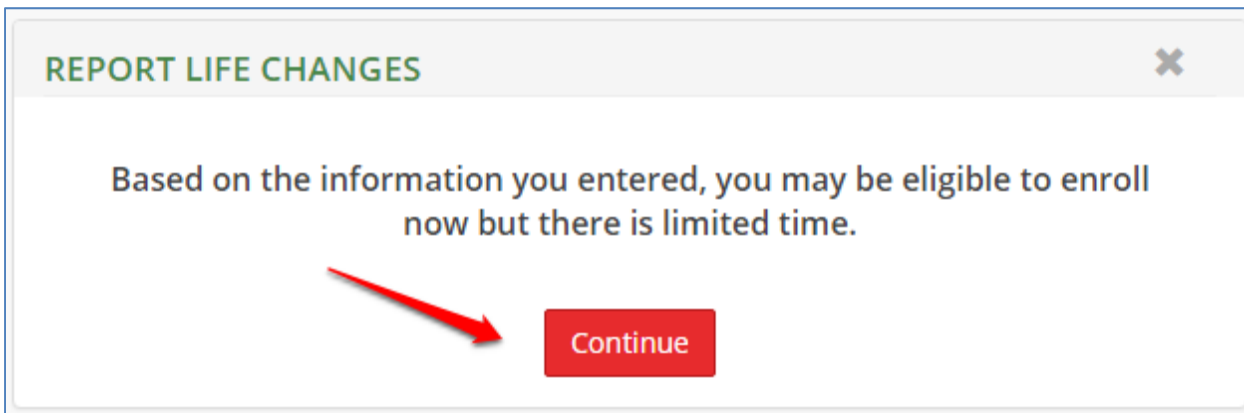 REPORT LIFE CHANGES
Based on the information you entered, you may be eligible to enroll
now but there is limited time.
Continue